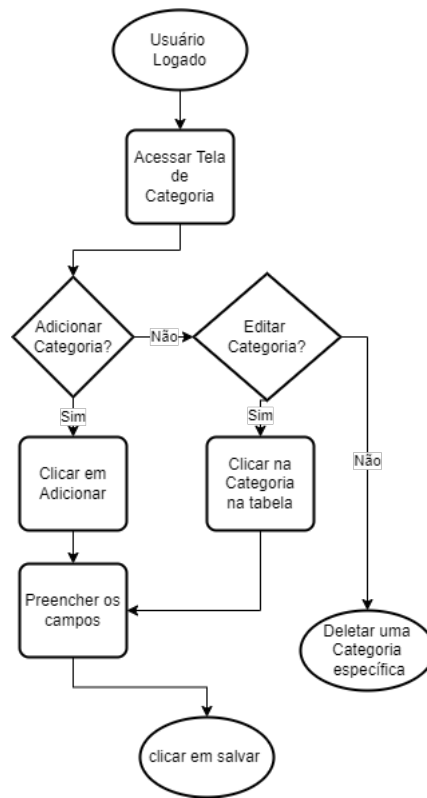 Usuário
Logado
Acessar Tela
de
Categoria
Adicionar
Categoria?
Não
Editar
Categoria?
Sim
Sim
Não
Clicar em
Adicionar
Clicar na
Categoria
na tabela
Preencher os
campos
Deletar uma
Categoria
específica
clicar em salvar